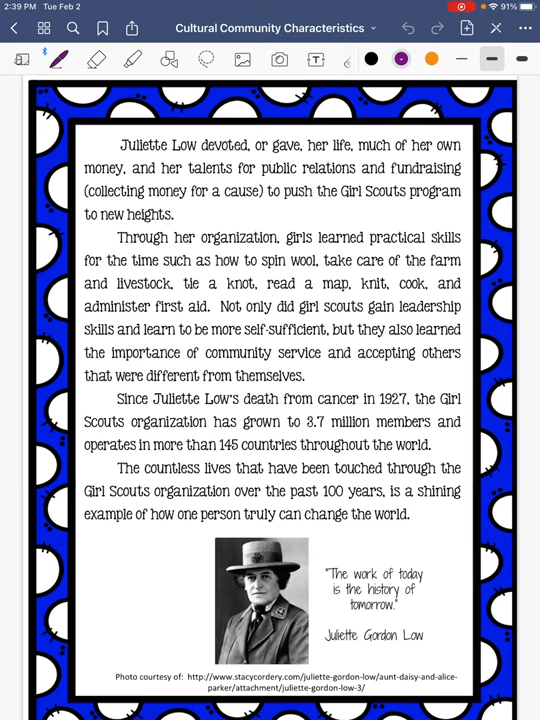 2:39 PM Tue Feb 2
91%
Cultural Community Characteristics
Juliette Low devoted, or gave, her life, much of her own
money, and her talents for public relations and fundraising
(collecting money for a cause) to push the Girl Scouts program
to new heights.
Through her organization, girls learned practical skills
for the time such as how to spin wool, take care of the farm
and livestock, tie a knot, read a map, knit, cook, and
administer first aid. Not only did girl scouts gain leadership
skills and learn to be more self-sufficient, but they also learned
the importance of community service and accepting others
that were different from themselves.
Since Juliette Low's death from cancer in 1927, the Girl
Scouts organization has grown to 3.7 million members and
operates in more than 145 countries throughout the world.
The countless lives that have been touched through the
Girl Scouts organization over the past 100 years, is a shining
example of how one person truly can change the world.
"The work of today
is the history of
tomorrow."
Juliette Gordon Low
Photo courtesy of: http://www.stacycordery.com/juliette-gordon-low/aunt-daisy-and-alice-
parker/attachment/juliette-gordon-low-3/